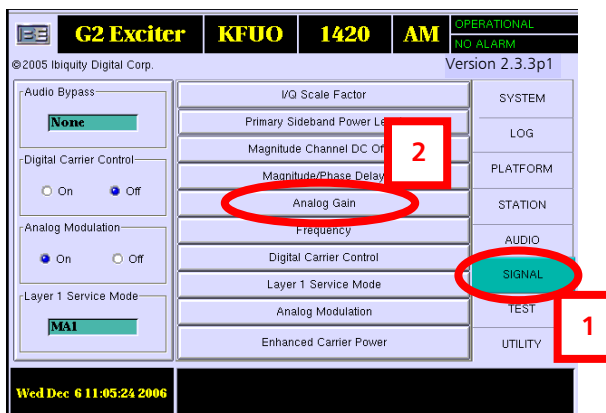 G2 Exciter KFUO 1420 AM OPERATIONAL
NO ALARM
©2005 Ibiquity Digital Corp. Version 2.3.3p1
Audio Bypass
None
Digital Carrier Control
On Off
Analog Modulation
On Off
Layer 1 Service Mode
MA1
I/Q Scale Factor
Primary Sideband Power
Magnitude Channel DC
Magnitude/Phase Delay
Analog Gain
Frequency
Digital Carrier Control
Layer 1 Service Mode
Analog Modulation
Enhanced Carrier Power
2
SYSTEM
LOG
PLATFORM
STATION
AUDIO
SIGNAL
TEST
UTILITY
1
Wed Dec 6 11:05:24 2006